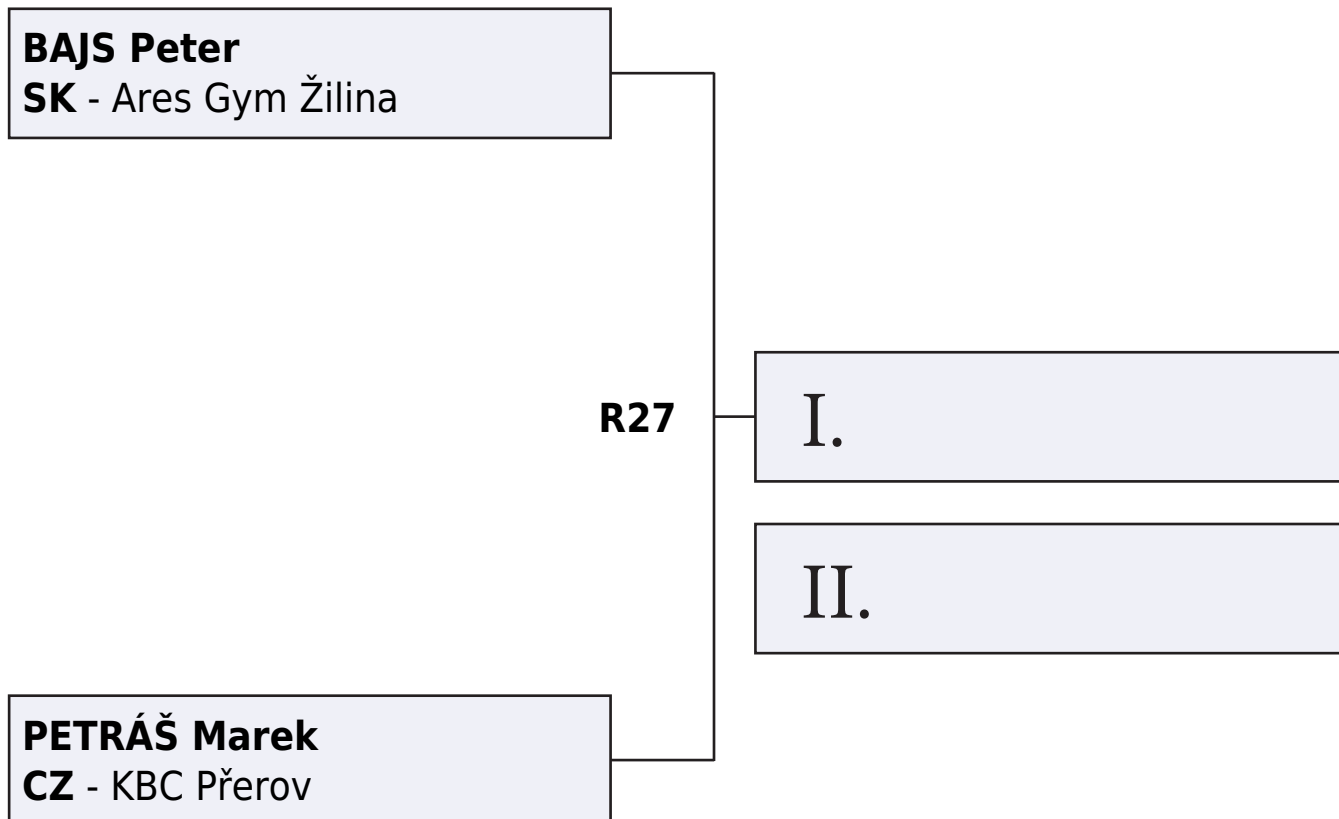 BAJS Peter
SK - Ares Gym Žilina
R27
I.
II.
PETRÁŠ Marek
CZ - KBC Přerov